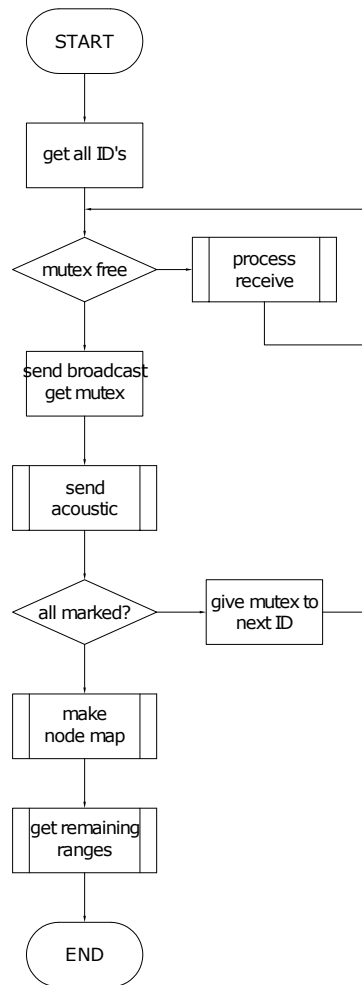 START
get all ID's
mutex free
process
receive
send broadcast
get mutex
send
acoustic
all marked?
give mutex to
next ID
make
node map
get remaining
ranges
END